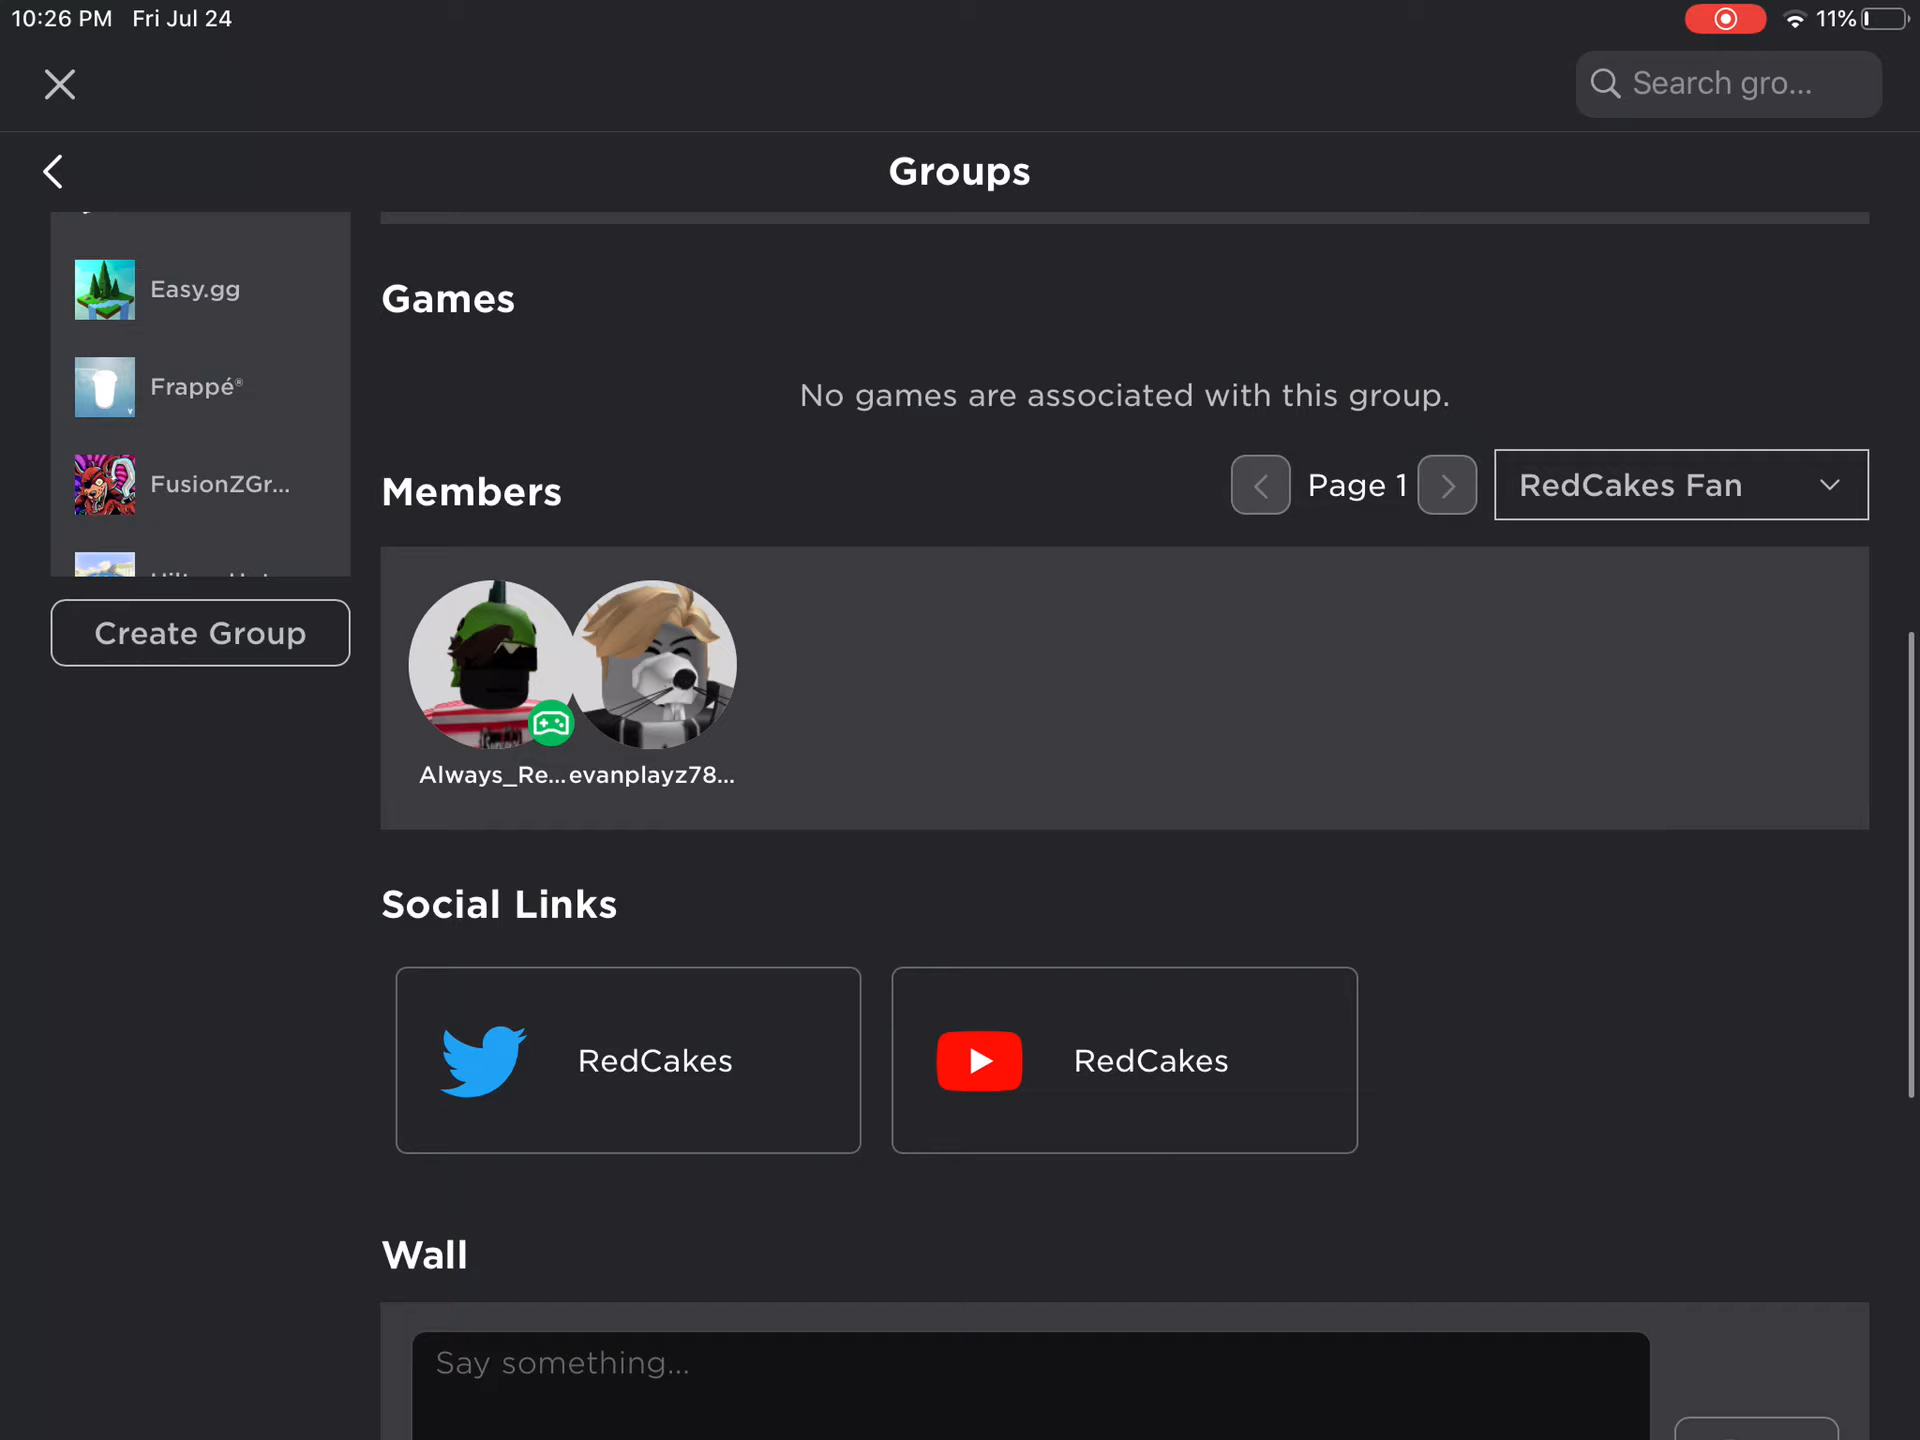 10:26 PM Fri Jul 24
11%
Search gro...
Groups
Easy.gg
Frappé®
FusionZGr...
Create Group
Games
No games are associated with this group.
Members
Page 1
RedCakes Fan
Always_Re...
evanplayz78...
Social Links
RedCakes
RedCakes
Wall
Say something...